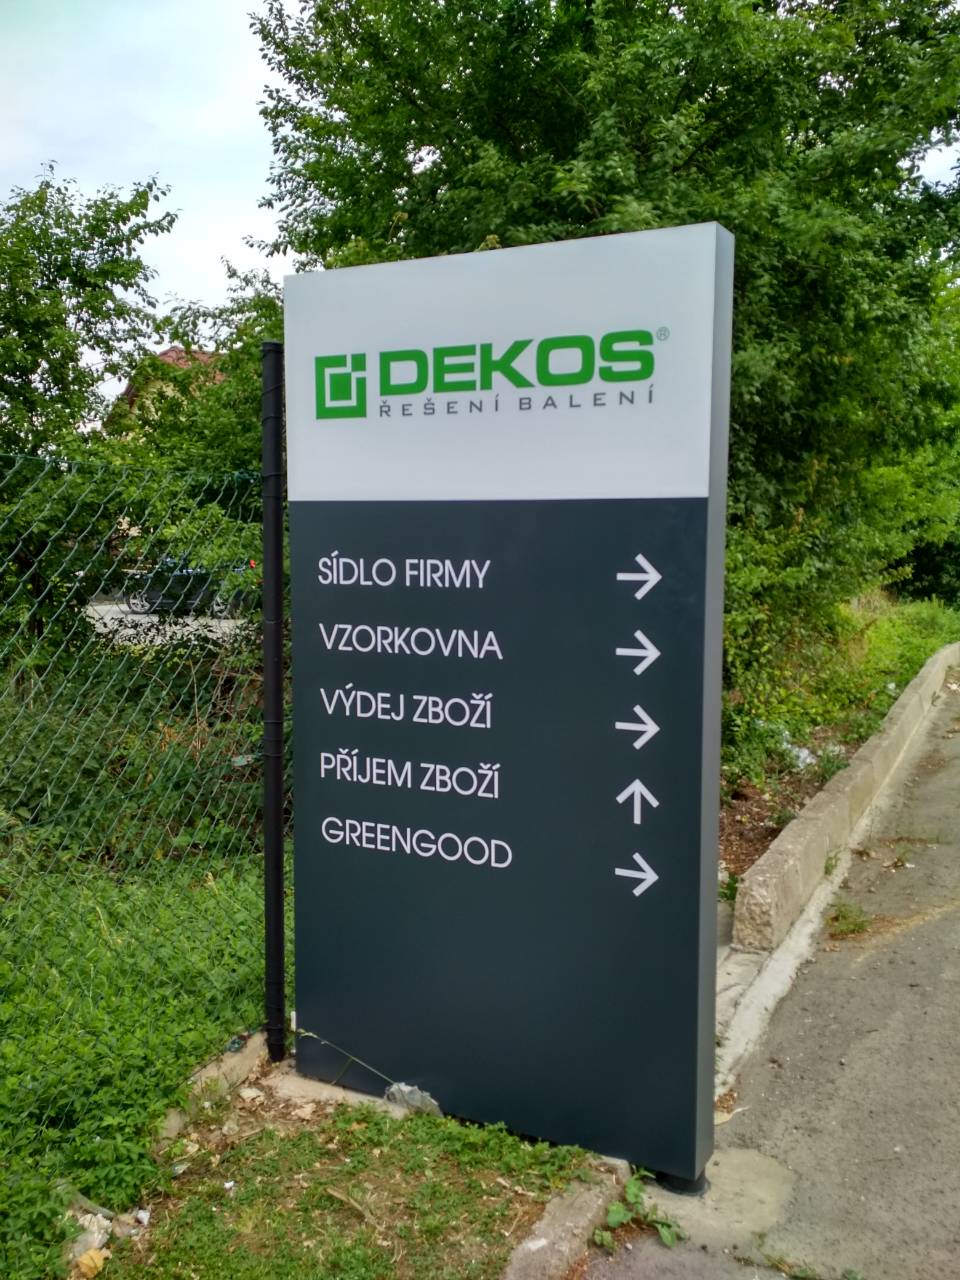 DEKOS®
ŘEŠENÍ BALENÍ
SÍDLO FIRMY →
VZORKOVNA →
VÝDEJ ZBOŽÍ →
PŘÍJEM ZBOŽÍ ↑
GREENGOOD →